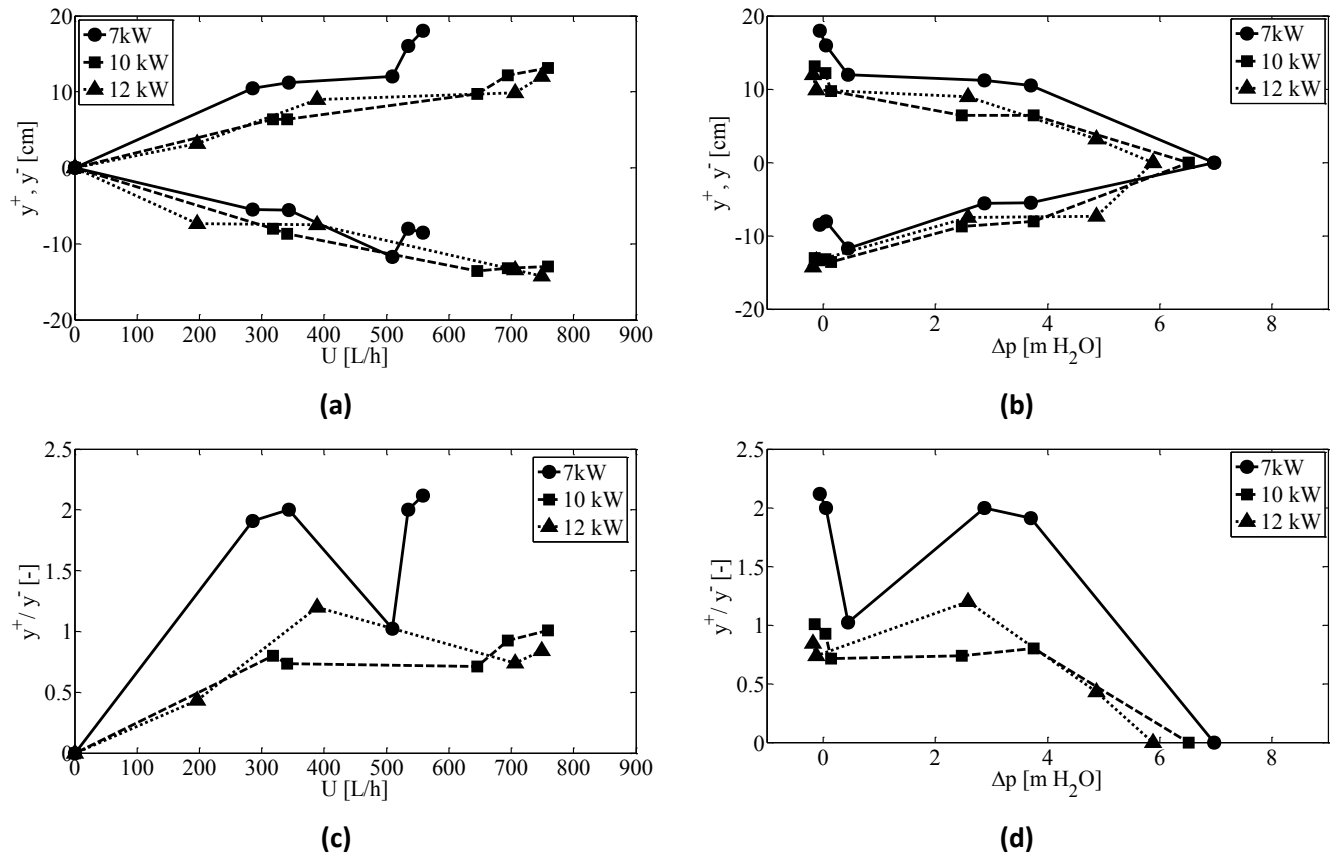 20
10
0
-10
-20
y+, y- [cm]
0 100 200 300 400 500 600 700 800 900
U [L/h]
7kW
10 kW
12 kW
(a)
20
10
0
-10
-20
y+, y- [cm]
0 2 4 6 8
Δp [m H2O]
7kW
10 kW
12 kW
(b)
2.5
2
1.5
1
0.5
0
y+/ y- [-]
0 100 200 300 400 500 600 700 800 900
U [L/h]
7kW
10 kW
12 kW
(c)
2.5
2
1.5
1
0.5
0
y+/ y- [-]
0 2 4 6 8
Δp [m H2O]
7kW
10 kW
12 kW
(d)